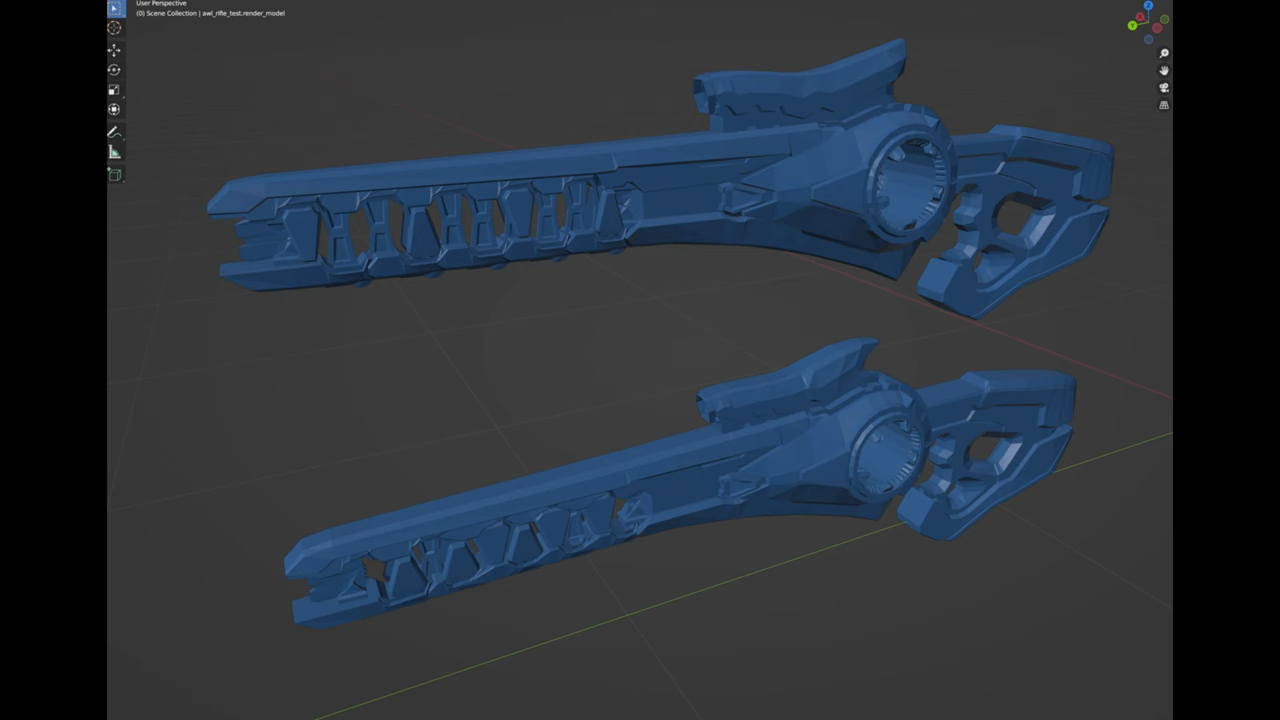 User Perspective
(0) Scene Collection | awl_rifle_test.render_model
Z
X
Y